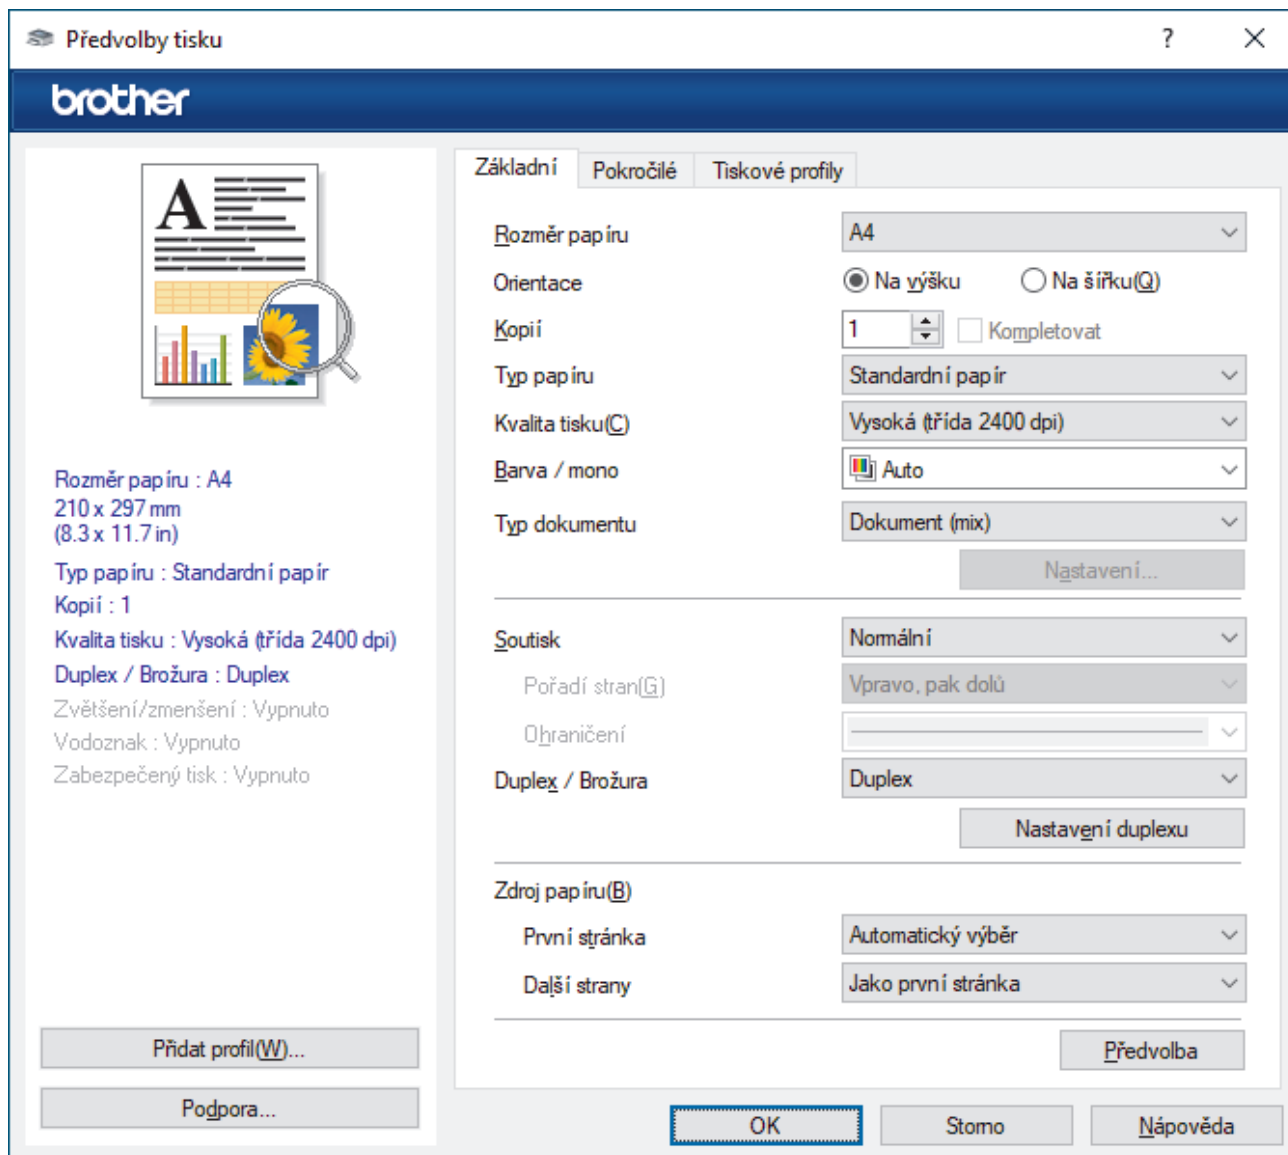 Předvolby tisku
?
brother
A
Rozměr papíru : A4
210 x 297 mm
(8.3 x 11.7 in)
Typ papíru : Standardní papír
Kopií : 1
Kvalita tisku : Vysoká (třída 2400 dpi)
Duplex / Brožura : Duplex
Zvětšení/zmenšení : Vypnuto
Vodoznak : Vypnuto
Zabezpečený tisk : Vypnuto
Přidat profil(W)...
Podpora...
Základní Pokročilé Tiskové profily
Rozměr papíru A4
Orientace Na výšku Na šířku(Q)
Kopií 1 Kompletovat
Typ papíru Standardní papír
Kvalita tisku(C) Vysoká (třída 2400 dpi)
Barva / mono Auto
Typ dokumentu Dokument (mix)
Nastavení...
Soutisk Normální
Pořadí stran(G) Vpravo, pak dolů
Ohraničení
Duplex / Brožura Duplex
Nastavení duplexu
Zdroj papíru(B)
První stránka Automatický výběr
Další strany Jako první stránka
Předvolba
OK Storno Nápověda